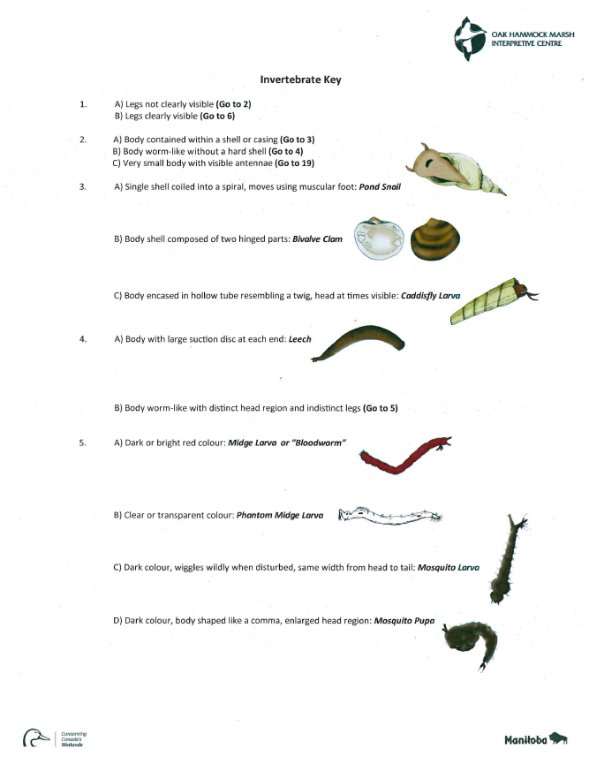 OAK HAMMOCK MARSH
INTERPRETIVE CENTRE
Invertebrate Key
1. A) Legs not clearly visible (Go to 2)
B) Legs clearly visible (Go to 6)
2. A) Body contained within a shell or casing (Go to 3)
B) Body worm-like without a hard shell (Go to 4)
C) Very small body with visible antennae (Go to 19)
3. A) Single shell coiled into a spiral, moves using muscular foot: Pond Snail
B) Body shell composed of two hinged parts: Bivalve Clam
C) Body encased in hollow tube resembling a twig, head at times visible: Caddisfly Larva
4. A) Body with large suction disc at each end: Leech
B) Body worm-like with distinct head region and indistinct legs (Go to 5)
5. A) Dark or bright red colour: Midge Larva or "Bloodworm"
B) Clear or transparent colour: Phantom Midge Larva
C) Dark colour, wiggles wildly when disturbed, same width from head to tail: Mosquito Larva
D) Dark colour, body shaped like a comma, enlarged head region: Mosquito Pupa
Conserving
Canada's
Wetlands
Manitoba